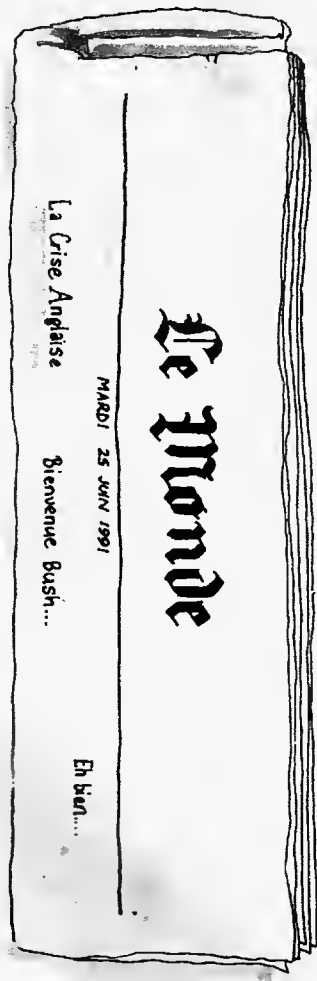 Le Monde
MARDI 25 JUIN 1991
La Crise Anglaise Bienvenue Bush... Eh bien....